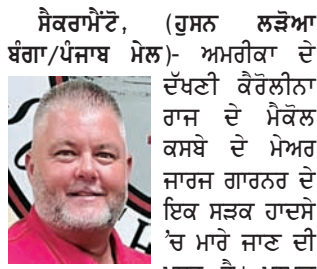 ਸੈਕਰਾਮੈਂਟੋ, (ਹੁਸਨ ਲੜੋਆ
ਬੰਗਾ/ਪੰਜਾਬ ਮੇਲ)- ਅਮਰੀਕਾ ਦੇ
ਦੱਖਣੀ ਕੈਰੋਲੀਨਾ
ਰਾਜ ਦੇ ਮੈਕੋਲ
ਕਸਬੇ ਦੇ ਮੇਅਰ
ਜਾਰਜ ਗਾਰਨਰ ਦੇ
ਇਕ ਸੜਕ ਹਾਦਸੇ
'ਚ ਮਾਰੇ ਜਾਣ ਦੀ